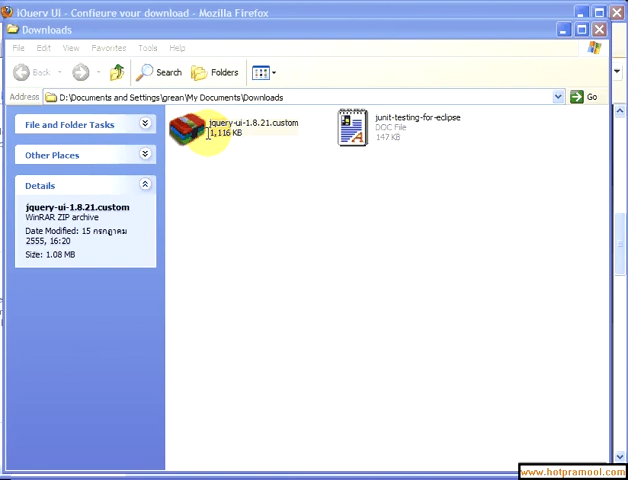 jQuery UI - Configure your download - Mozilla Firefox
Downloads
File Edit View Favorites Tools Help
Back Search Folders
Address D:\Documents and Settings\grean\My Documents\Downloads Go
File and Folder Tasks
Other Places
Details
jquery-ui-1.8.21.custom
WinRAR ZIP archive
Date Modified: 15 กรกฎาคม
2555, 16:20
Size: 1.08 MB
jquery-ui-1.8.21.custom
1,116 KB
junit-testing-for-eclipse
DOC File
147 KB
www.hotpramool.com